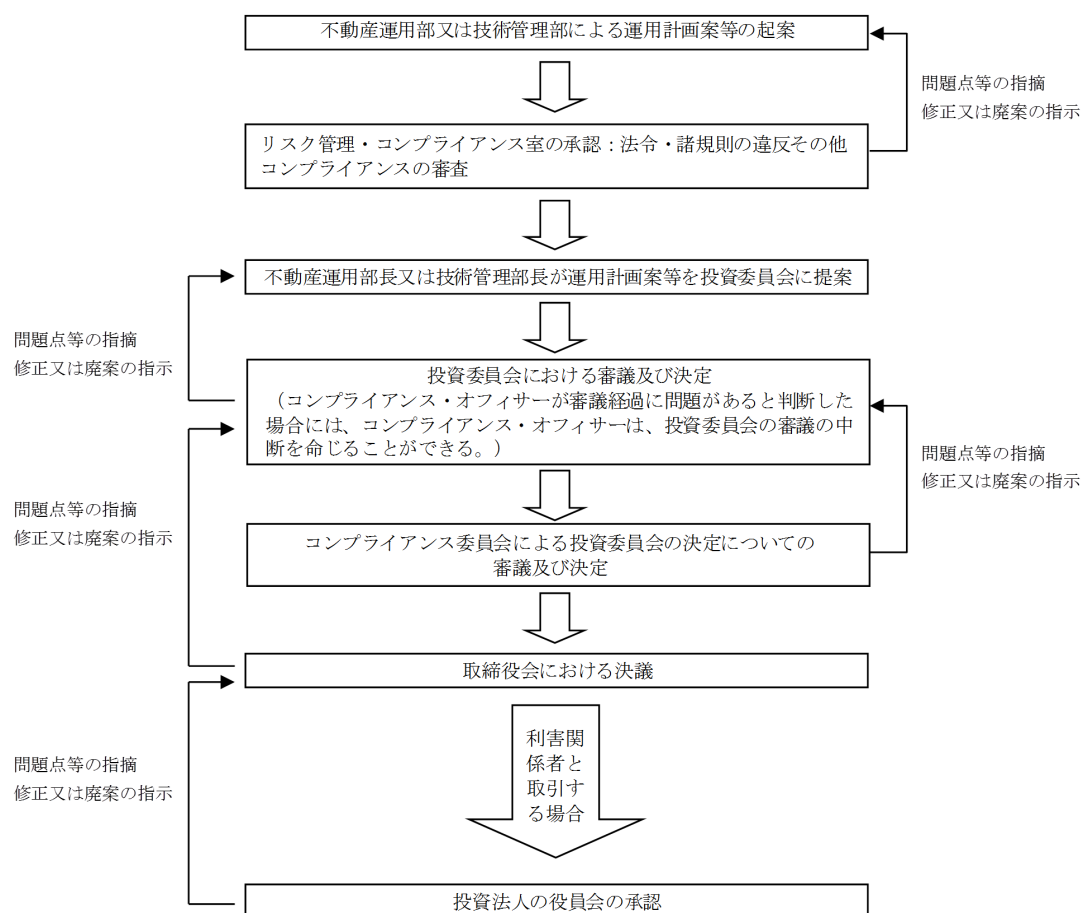 不動産運用部又は技術管理部による運用計画案等の起案
問題点等の指摘
修正又は廃案の指示
リスク管理・コンプライアンス室の承認：法令・諸規則の違反その他
コンプライアンスの審査
不動産運用部長又は技術管理部長が運用計画案等を投資委員会に提案
問題点等の指摘
修正又は廃案の指示
投資委員会における審議及び決定
（コンプライアンス・オフィサーが審議経過に問題があると判断した
場合には、コンプライアンス・オフィサーは、投資委員会の審議の中
断を命じることができる。）
問題点等の指摘
修正又は廃案の指示
問題点等の指摘
修正又は廃案の指示
コンプライアンス委員会による投資委員会の決定についての
審議及び決定
取締役会における決議
利害関
係者と
取引す
る場合
問題点等の指摘
修正又は廃案の指示
投資法人の役員会の承認